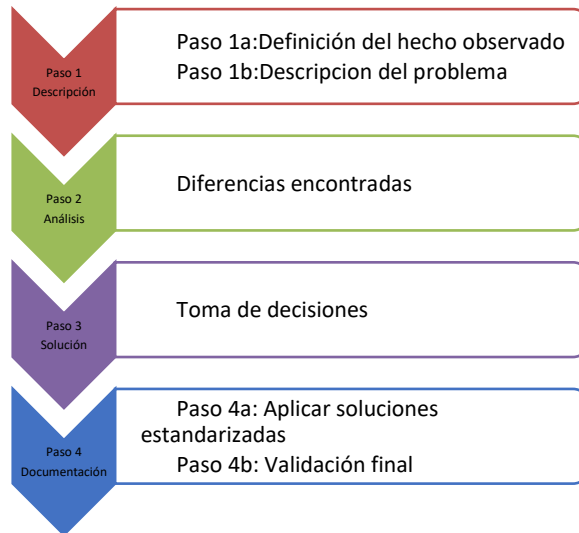 Paso 1
Descripción
Paso 1a:Definición del hecho observado
Paso 1b:Descripcion del problema
Paso 2
Análisis
Diferencias encontradas
Paso 3
Solución
Toma de decisiones
Paso 4
Documentación
Paso 4a: Aplicar soluciones
estandarizadas
Paso 4b: Validación final